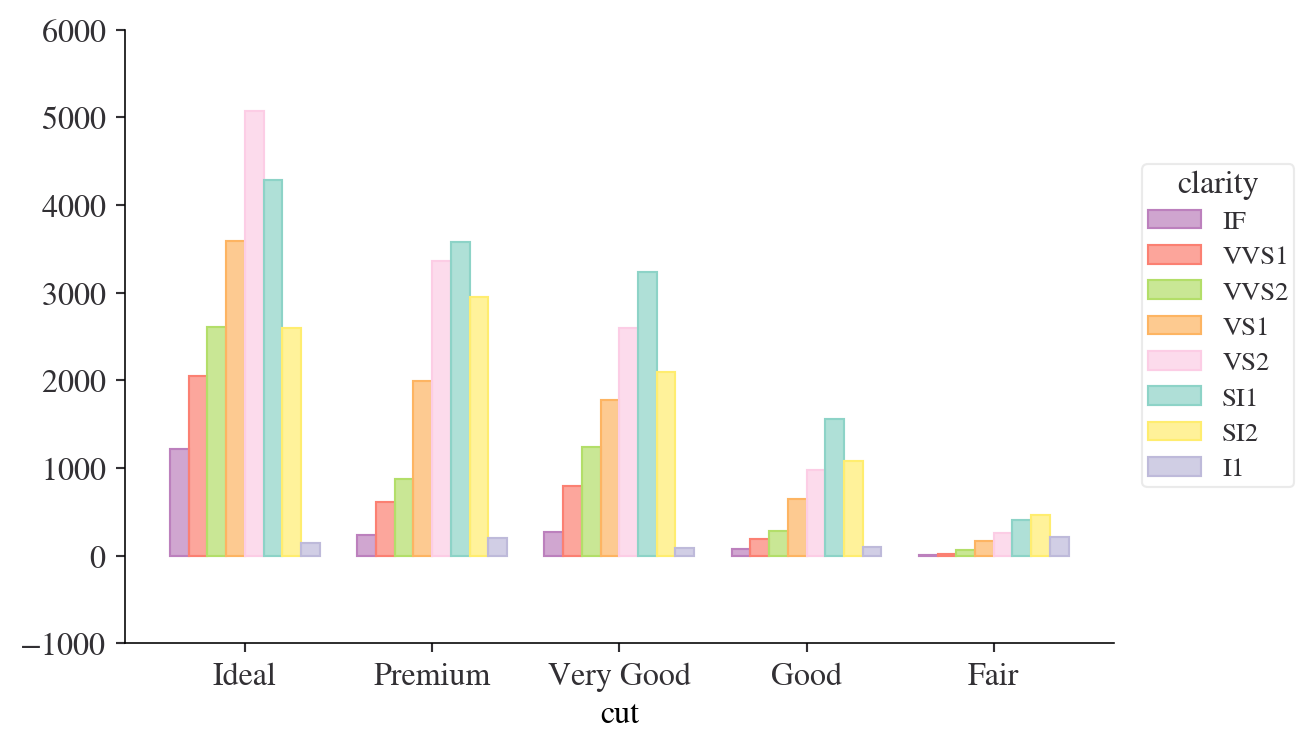 6000
5000
4000
3000
2000
1000
0
−1000
Ideal Premium Very Good Good Fair
cut
clarity
IF
VVS1
VVS2
VS1
VS2
SI1
SI2
I1